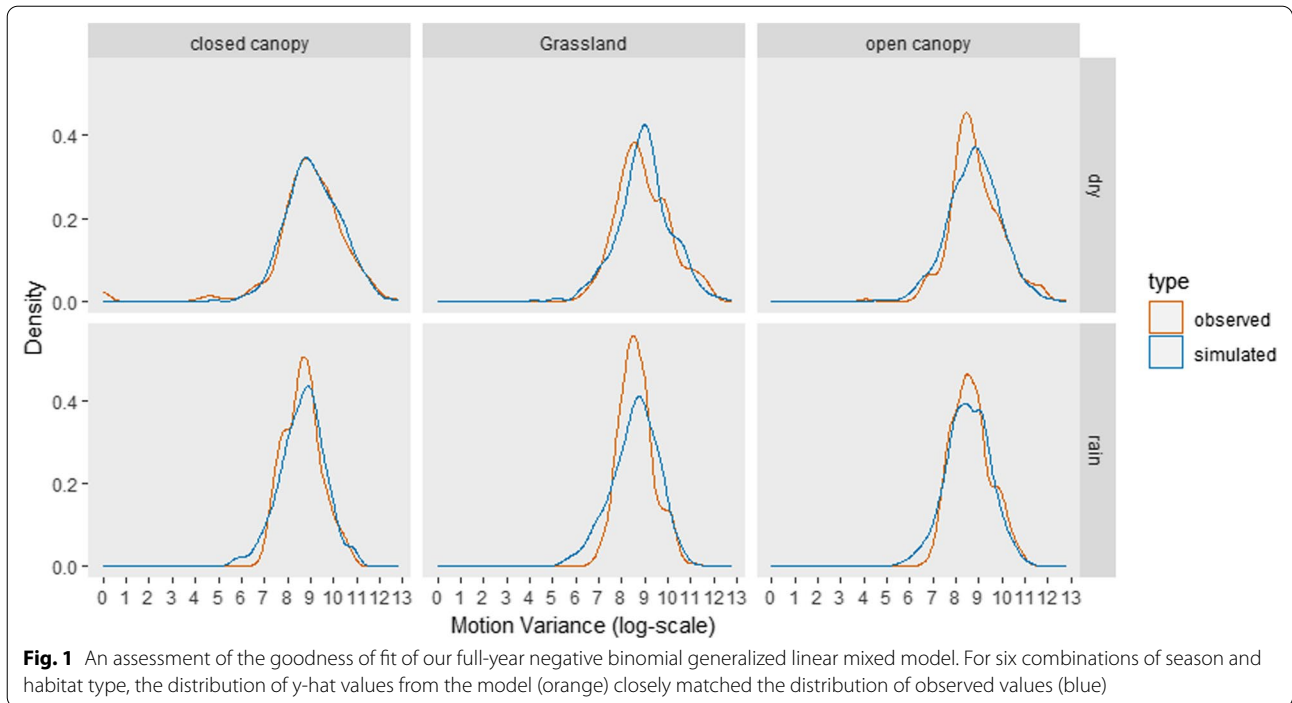 closed canopy Grassland open canopy
0.4
0.2
0.0
dry
Density
type
observed
simulated
0.4
0.2
0.0
rain
0 1 2 3 4 5 6 7 8 9 10 11 12 13 0 1 2 3 4 5 6 7 8 9 10 11 12 13 0 1 2 3 4 5 6 7 8 9 10 11 12 13
Motion Variance (log-scale)
Fig. 1 An assessment of the goodness of fit of our full-year negative binomial generalized linear mixed model. For six combinations of season and
habitat type, the distribution of y-hat values from the model (orange) closely matched the distribution of observed values (blue)